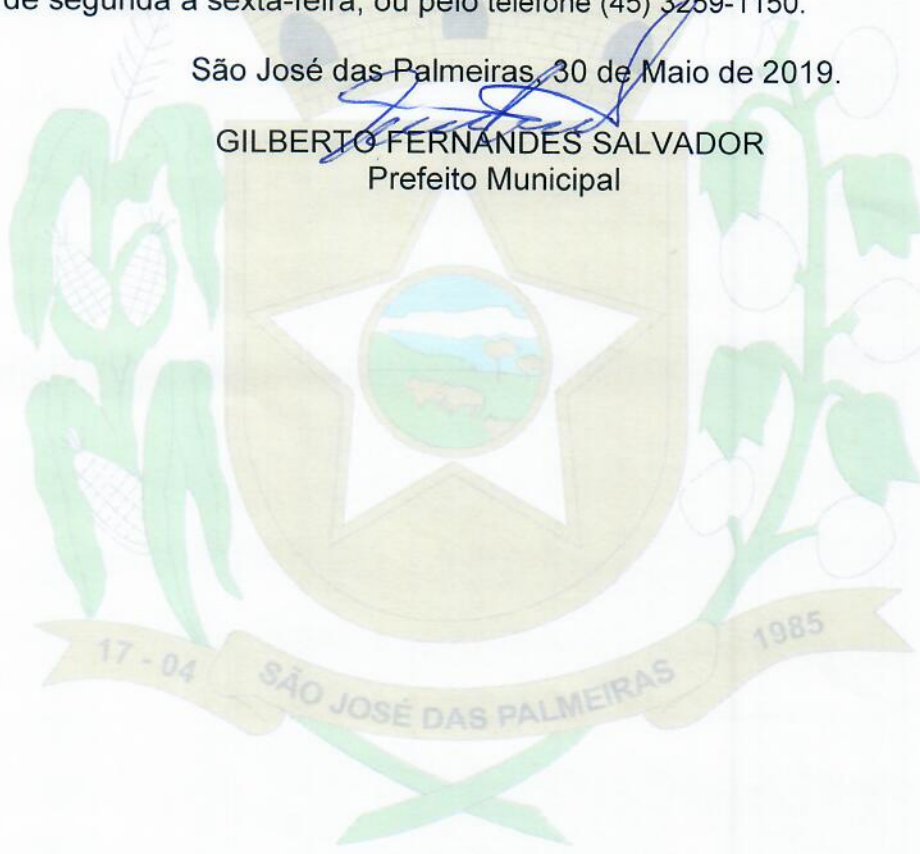 de segunda a sexta-feira, ou pelo telefone (45) 3259-1150.
São José das Palmeiras, 30 de Maio de 2019.
GILBERTO FERNANDES SALVADOR
Prefeito Municipal
17 - 04
SÃO JOSÉ DAS PALMEIRAS
1985